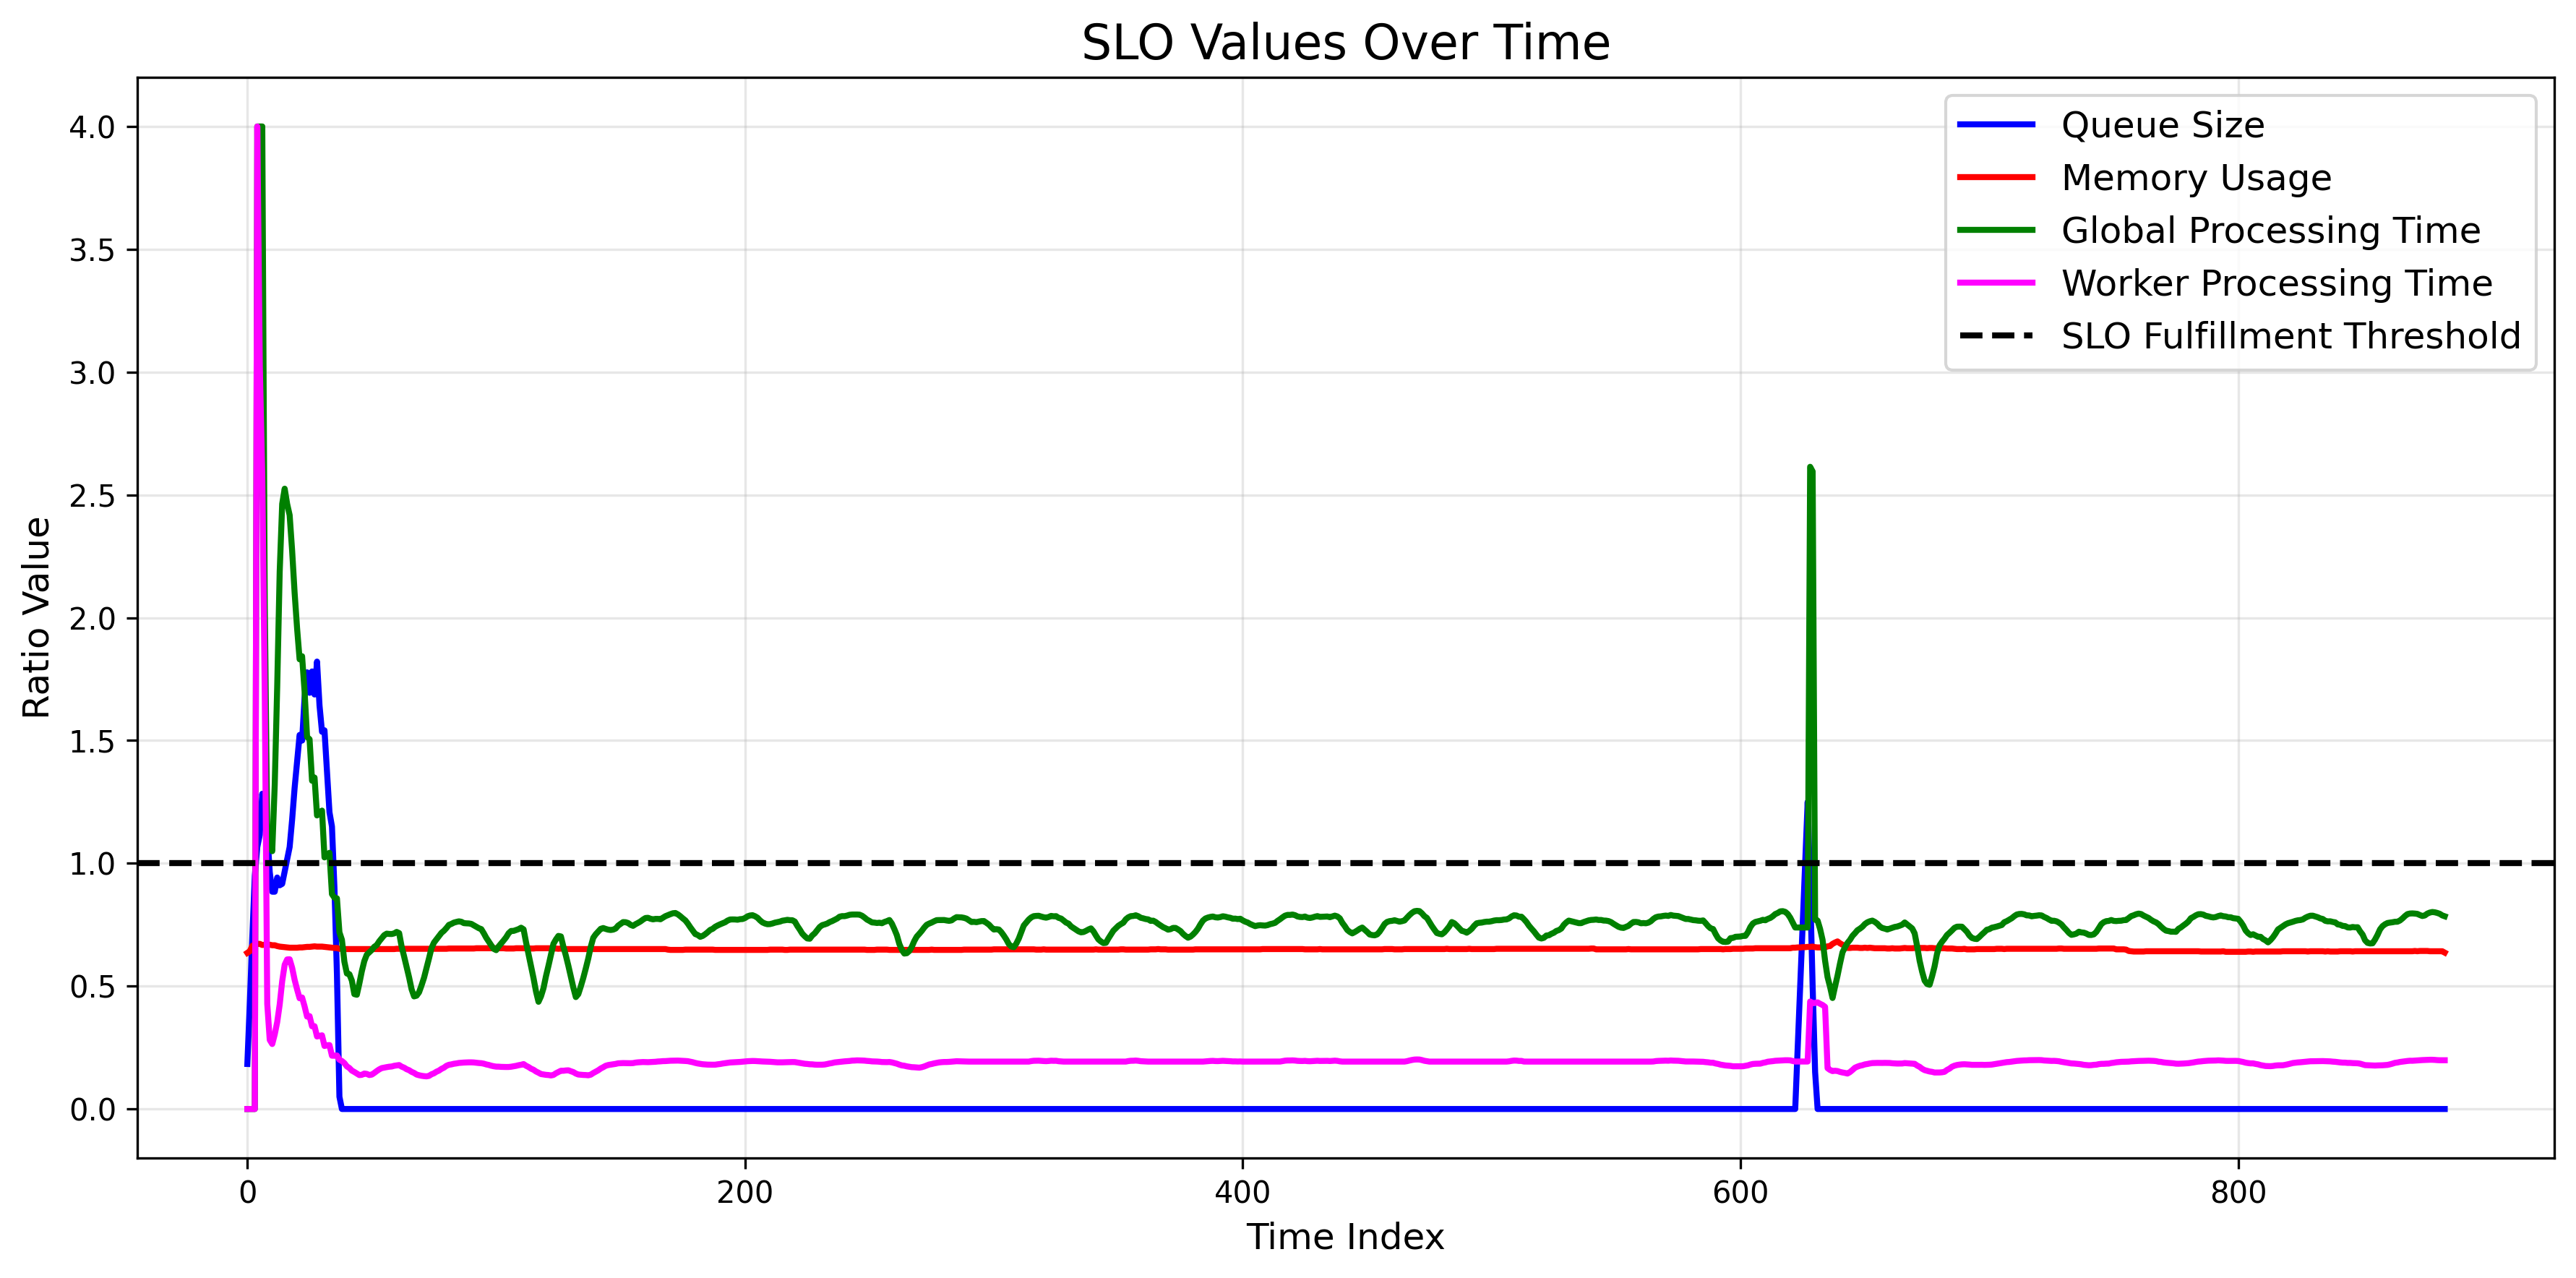 SLO Values Over Time
Queue Size
Memory Usage
Global Processing Time
Worker Processing Time
SLO Fulfillment Threshold
Ratio Value
4.0
3.5
3.0
2.5
2.0
1.5
1.0
0.5
0.0
0 200 400 600 800
Time Index